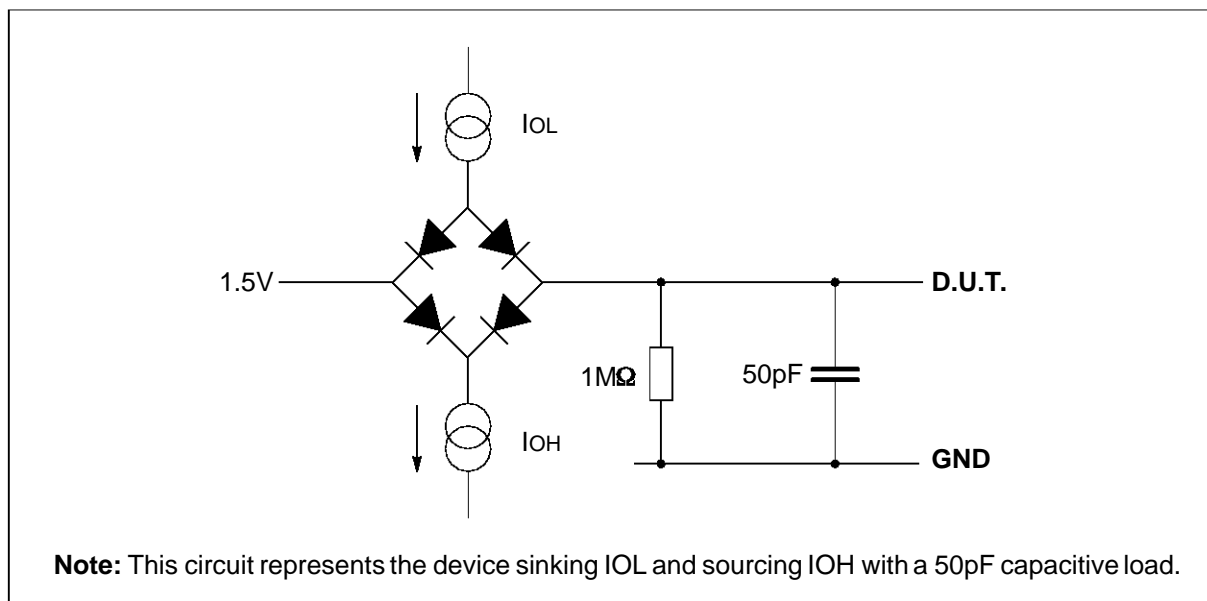 IOL
1.5V
D.U.T.
1MΩ
50pF
IOH
GND
Note: This circuit represents the device sinking IOL and sourcing IOH with a 50pF capacitive load.